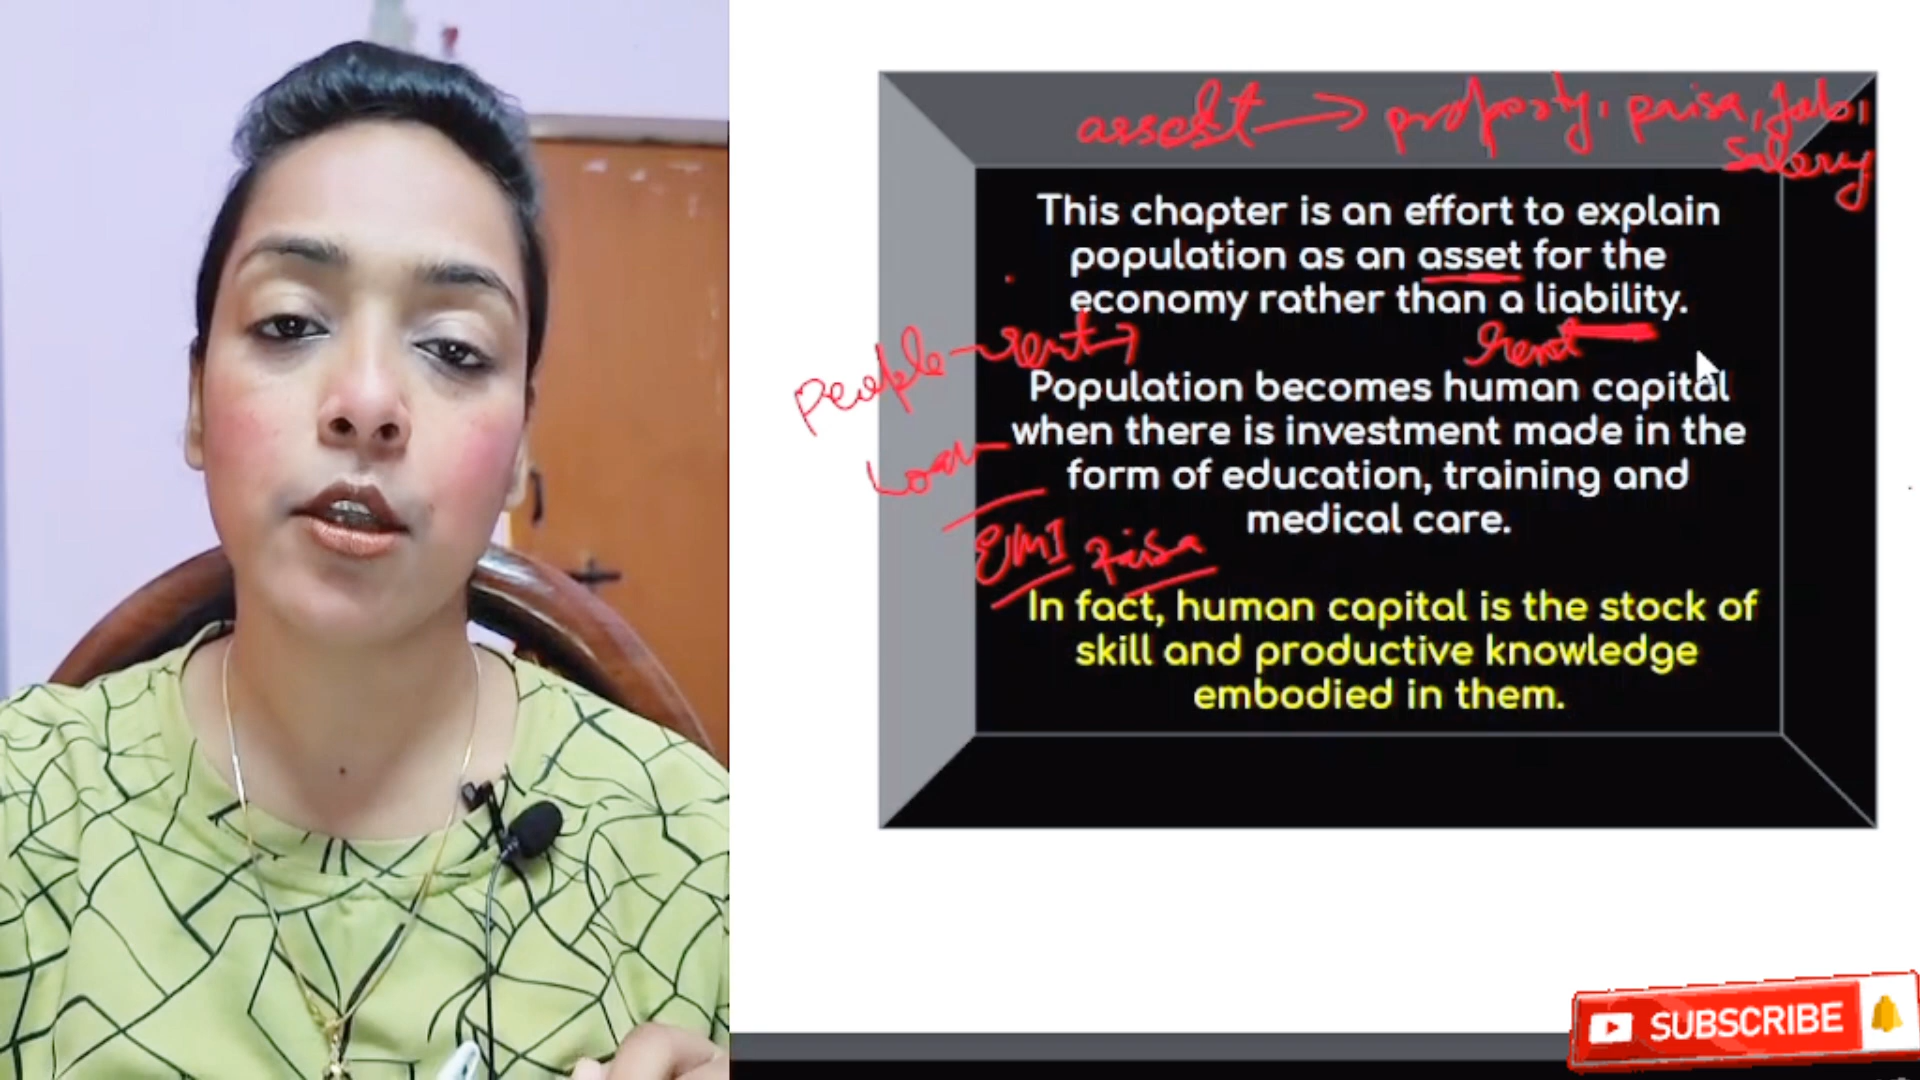 assest → property, paisa, Job,
Salery
This chapter is an effort to explain
population as an asset for the
economy rather than a liability.
People - rent →
Rent
Population becomes human capital
when there is investment made in the
form of education, training and
medical care.
Loan
EMI Paisa
In fact, human capital is the stock of
skill and productive knowledge
embodied in them.
SUBSCRIBE